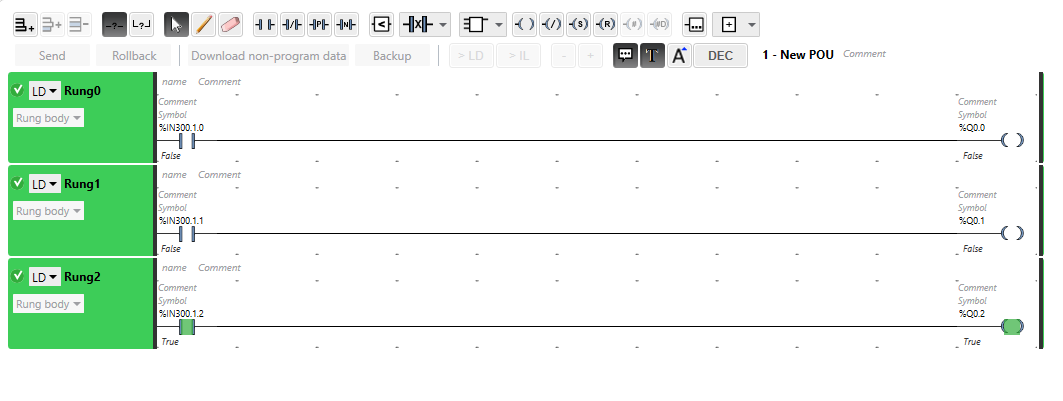 -?- L?J
P N < X ( ) (/) (S) (R) (#) (#D)
Send Rollback Download non-program data Backup > LD > IL - + T A DEC 1 - New POU Comment
LD Rung0 name Comment
Rung body
Comment Comment
Symbol Symbol
%IN300.1.0 %Q0.0
False False
LD Rung1 name Comment
Rung body
Comment Comment
Symbol Symbol
%IN300.1.1 %Q0.1
False False
LD Rung2 name Comment
Rung body
Comment Comment
Symbol Symbol
%IN300.1.2 %Q0.2
True True